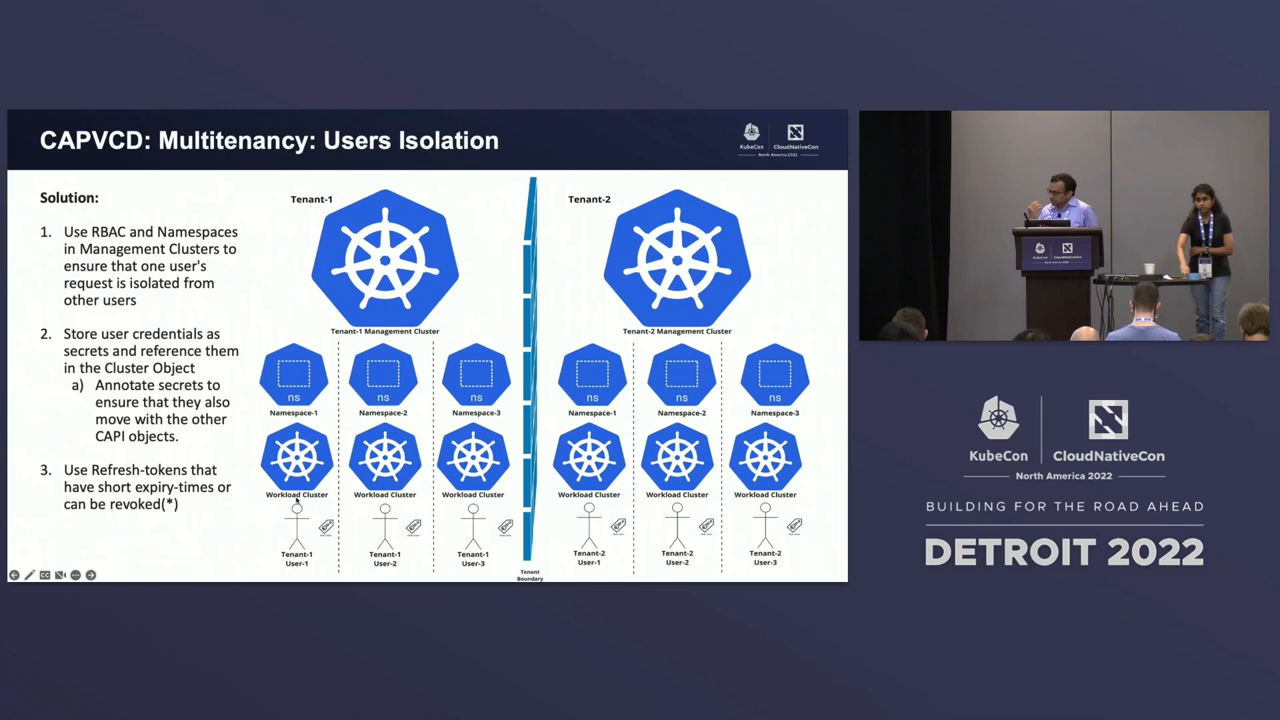 CAPVCD: Multitenancy: Users Isolation
KubeCon
CloudNativeCon
North America 2022
Solution:
1. Use RBAC and Namespaces
in Management Clusters to
ensure that one user's
request is isolated from
other users
2. Store user credentials as
secrets and reference them
in the Cluster Object
a) Annotate secrets to
ensure that they also
move with the other
CAPI objects.
3. Use Refresh-tokens that
have short expiry-times or
can be revoked(*)
Tenant-1
Tenant-1 Management Cluster
ns
ns
ns
Namespace-1
Namespace-2
Namespace-3
Workload Cluster
Workload Cluster
Workload Cluster
Tenant-1
User-1
Tenant-1
User-2
Tenant-1
User-3
Tenant
Boundary
Tenant-2
Tenant-2 Management Cluster
ns
ns
ns
Namespace-1
Namespace-2
Namespace-3
Workload Cluster
Workload Cluster
Workload Cluster
Tenant-2
User-1
Tenant-2
User-2
Tenant-2
User-3
KubeCon
CloudNativeCon
North America 2022
KubeCon
CloudNativeCon
North America 2022
BUILDING FOR THE ROAD AHEAD
DETROIT 2022